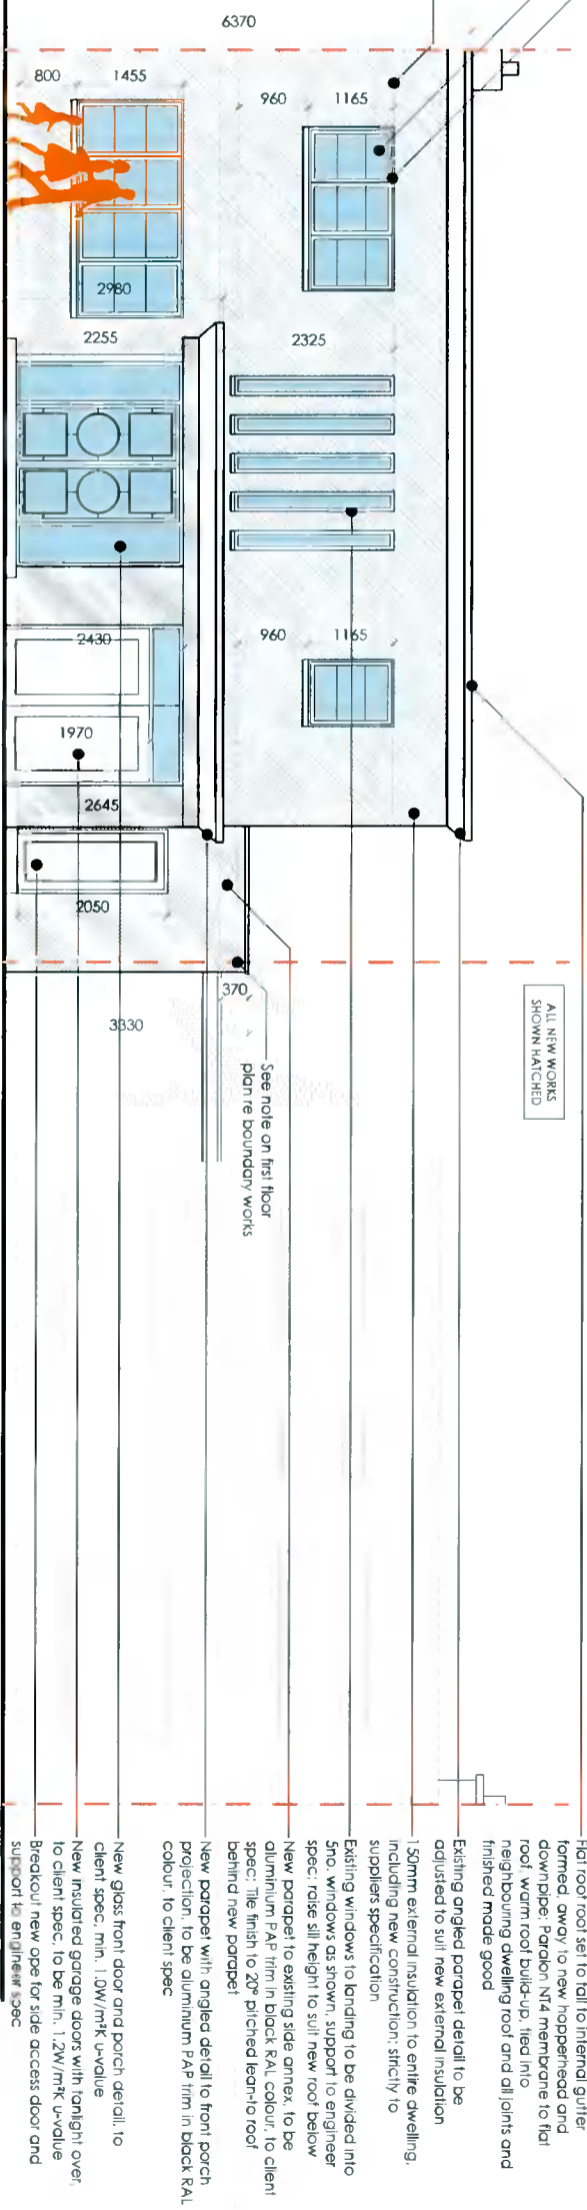 6370
800
1455
960
1165
2980
2255
2325
2430
960
1165
1970
2645
2050
370
3330
ALL NEW WORKS
SHOWN HATCHED
See note on first floor
plan re boundary works
Flat roof roof set to fall to internal gutter
formed, away to new hopperhead and
downpipe; Paralon NT4 membrane to flat
roof, warm roof build-up, tied into
neighbouring dwelling roof and all joints and
finished made good
Existing angled parapet detail to be
adjusted to suit new external insulation
150mm external insulation to entire dwelling,
including new construction; strictly to
suppliers specification
Existing windows to landing to be divided into
5no. windows as shown, support to engineer
spec; raise sill height to suit new roof below
New parapet to existing side annex, to be
aluminium PAP trim in black RAL colour, to client
spec; Tile finish to 20° pitched lean-to roof
behind new parapet
New parapet with angled detail to front porch
projection, to be aluminium PAP trim in black RAL
colour, to client spec
New glass front door and porch detail, to
client spec, min. 1.0W/m²K u-value
New insulated garage doors with fanlight over,
to client spec, to be min. 1.2W/m²K u-value
Breakout new ope for side access door and
support to engineer spec